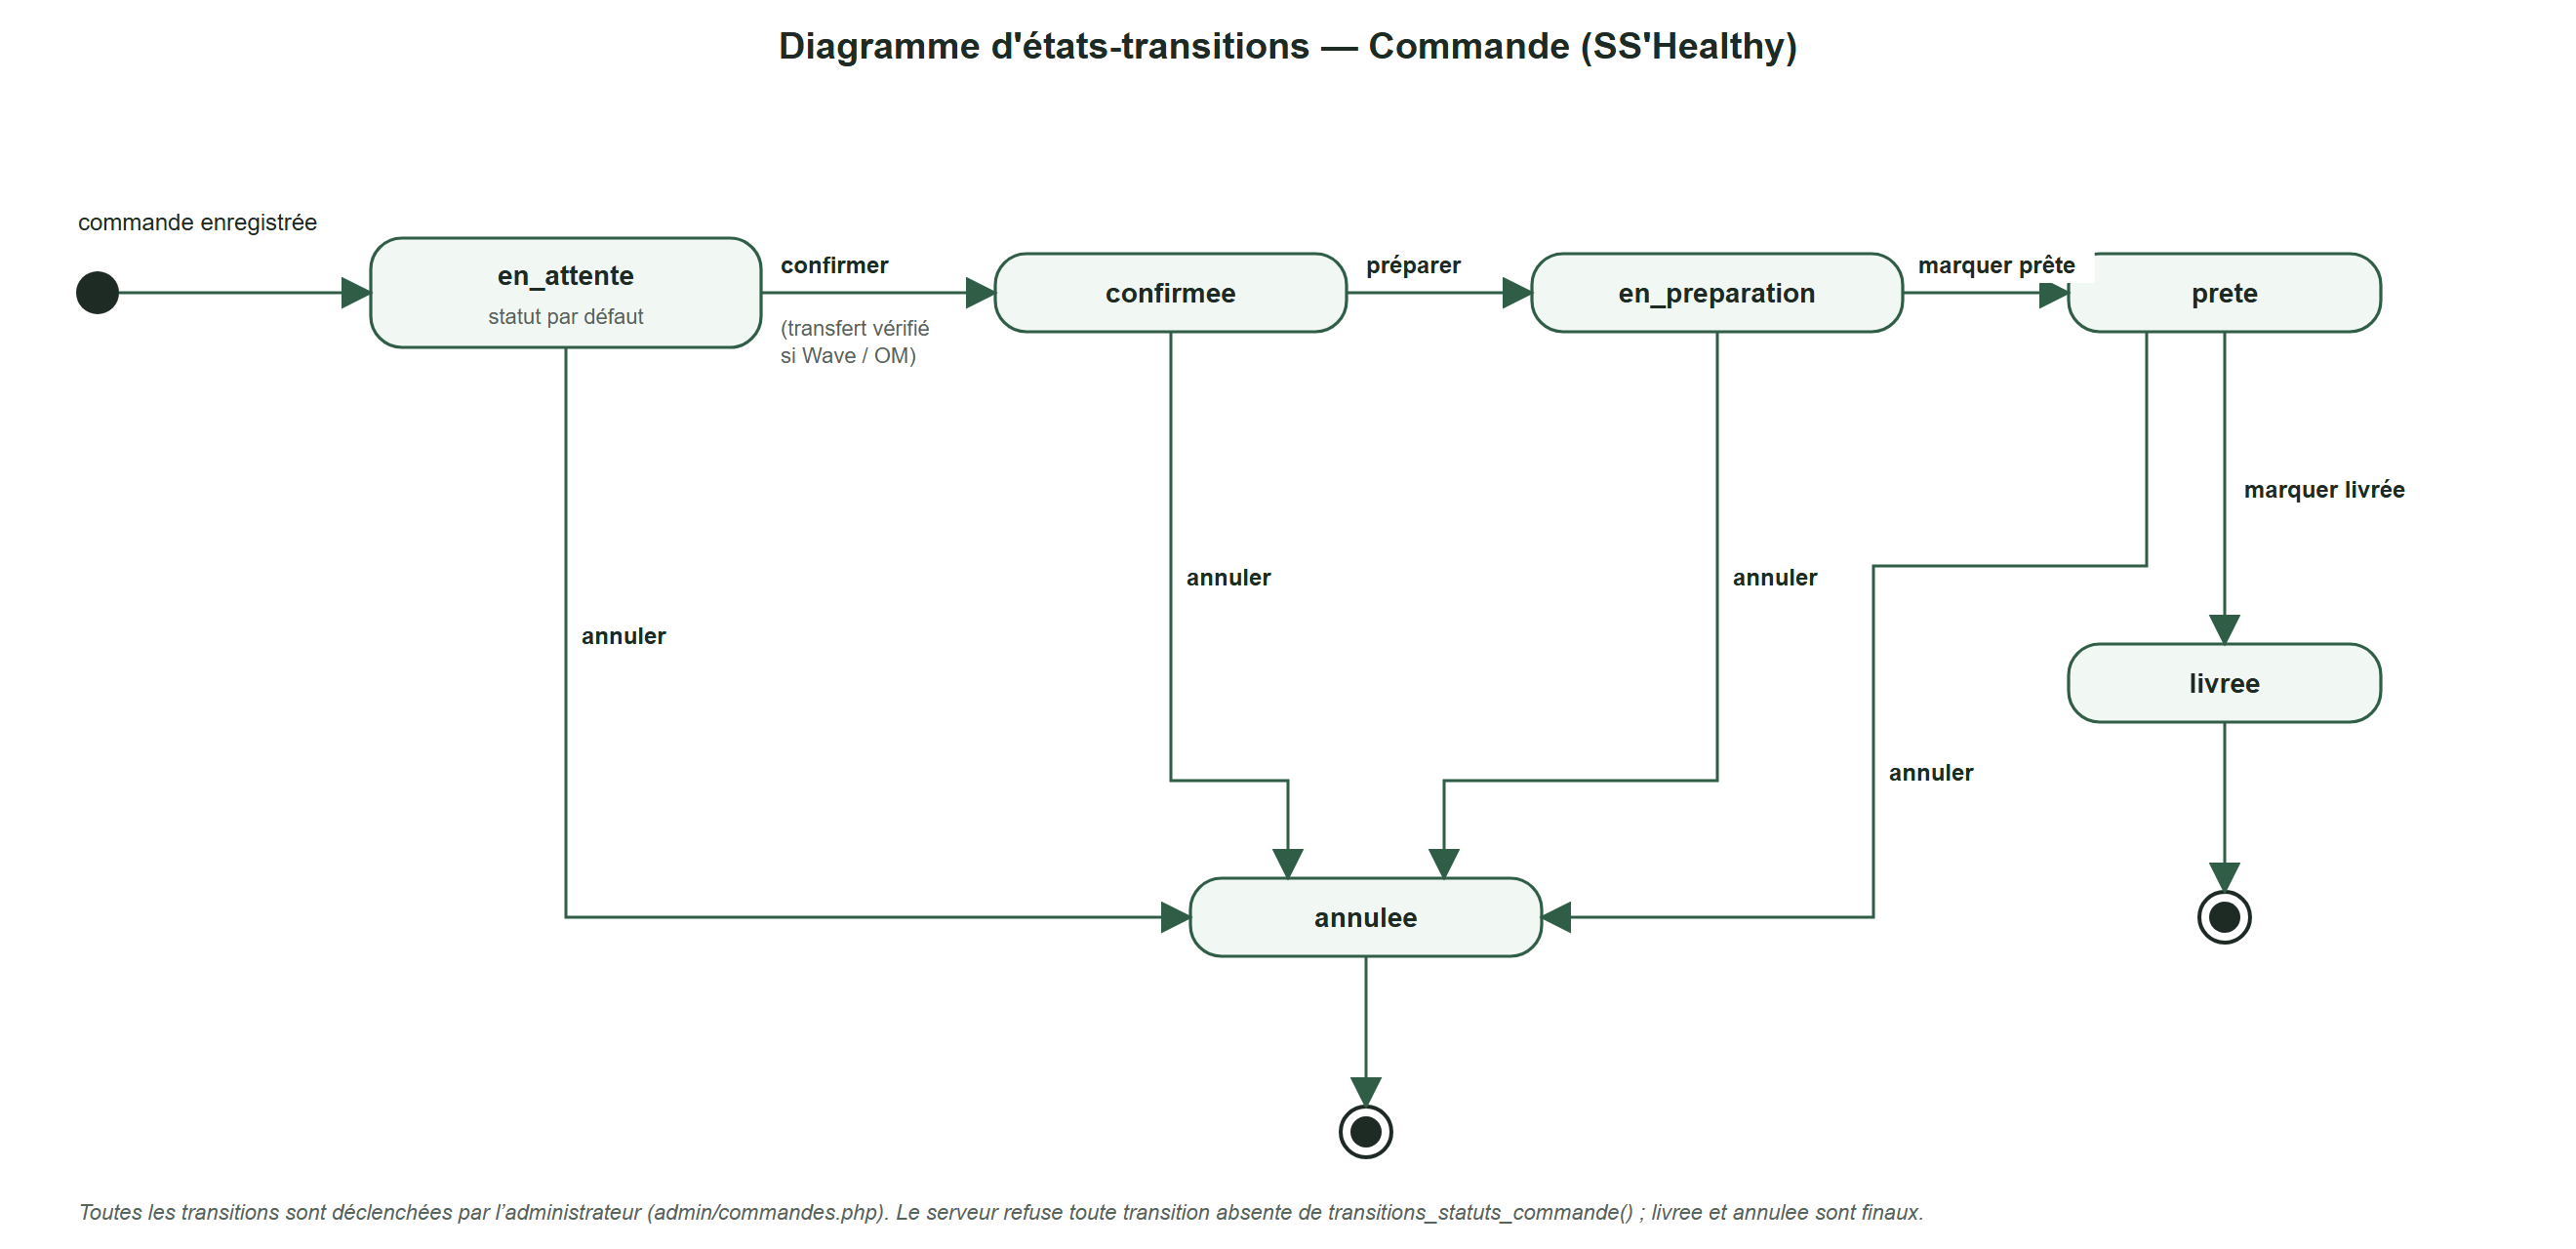 Diagramme d'états-transitions — Commande (SS'Healthy)
commande enregistrée
en_attente
statut par défaut
confirmer
(transfert vérifié
si Wave / OM)
confirmee
préparer
en_preparation
marquer prête
prete
marquer livrée
annuler
annuler
annuler
livree
annuler
annulee
Toutes les transitions sont déclenchées par l’administrateur (admin/commandes.php). Le serveur refuse toute transition absente de transitions_statuts_commande() ; livree et annulee sont finaux.